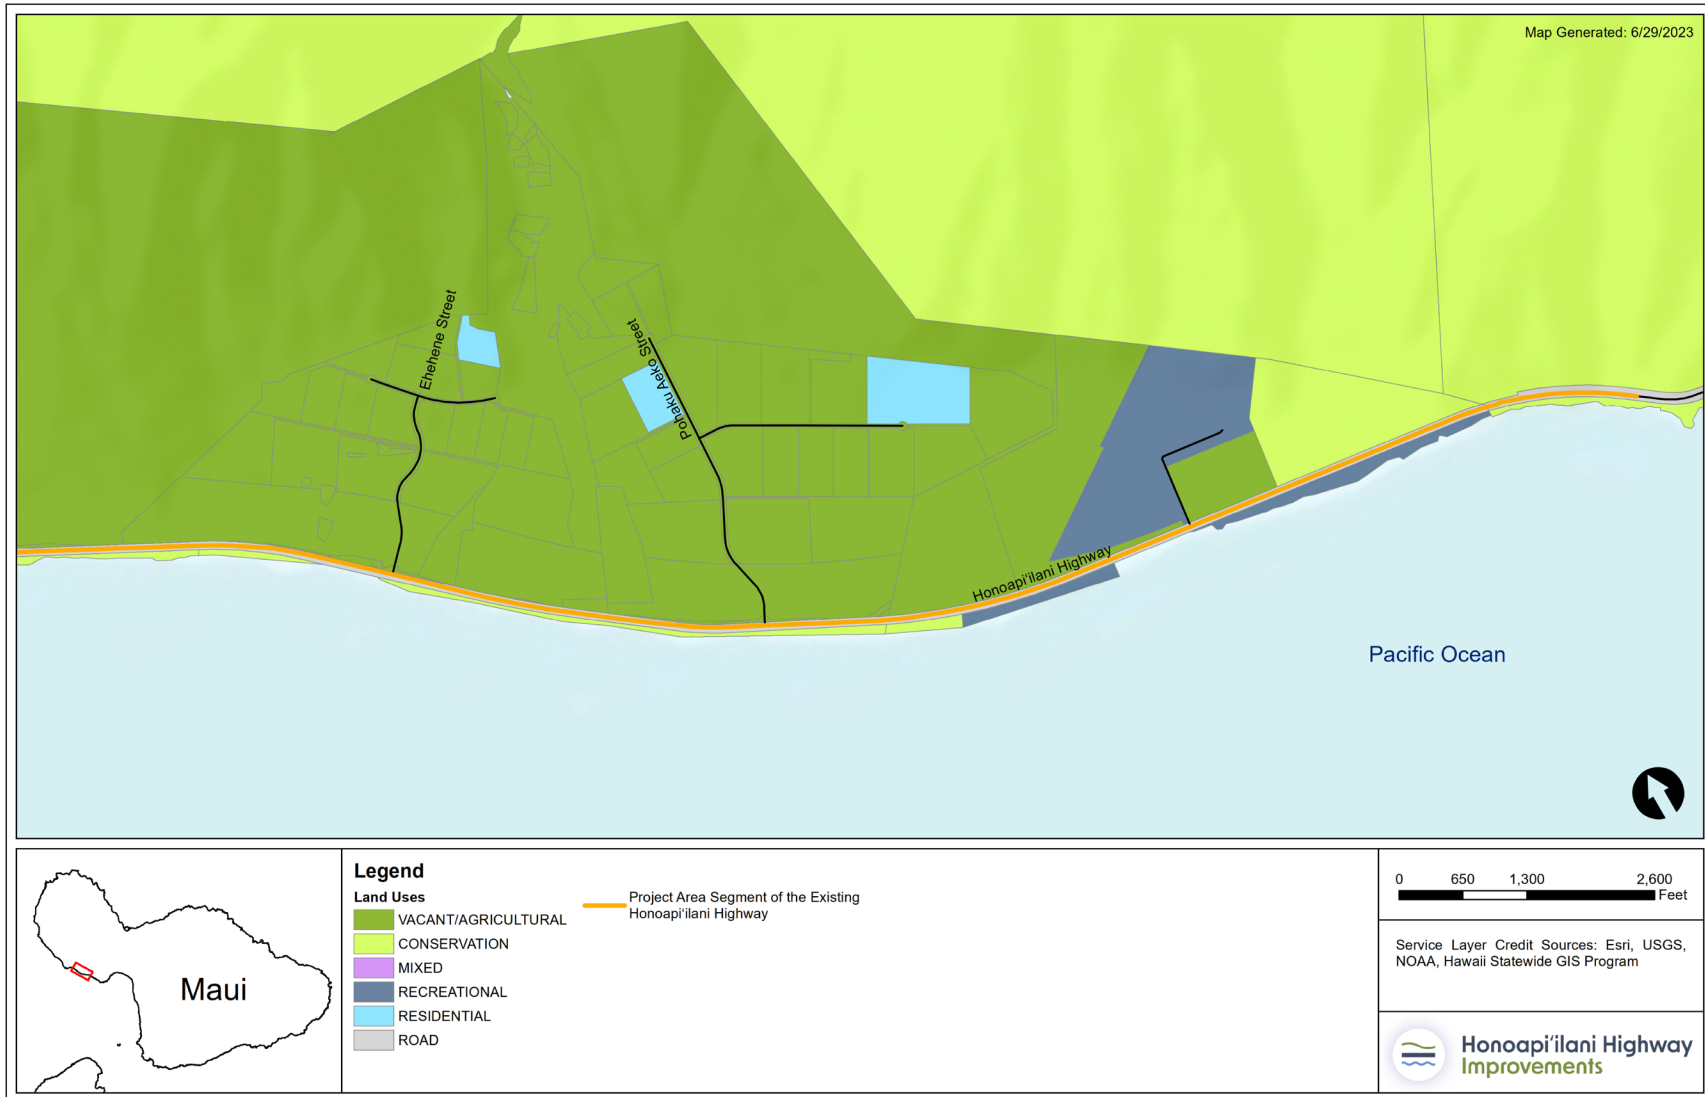 Map Generated: 6/29/2023
Ehehene Street
Pohaku Aeko Street
Honoapi‘ilani Highway
Pacific Ocean
Maui
Legend
Land Uses
VACANT/AGRICULTURAL
CONSERVATION
MIXED
RECREATIONAL
RESIDENTIAL
ROAD
Project Area Segment of the Existing
Honoapi‘ilani Highway
0 650 1,300 2,600
Feet
Service Layer Credit Sources: Esri, USGS,
NOAA, Hawaii Statewide GIS Program
Honoapi‘ilani Highway
Improvements